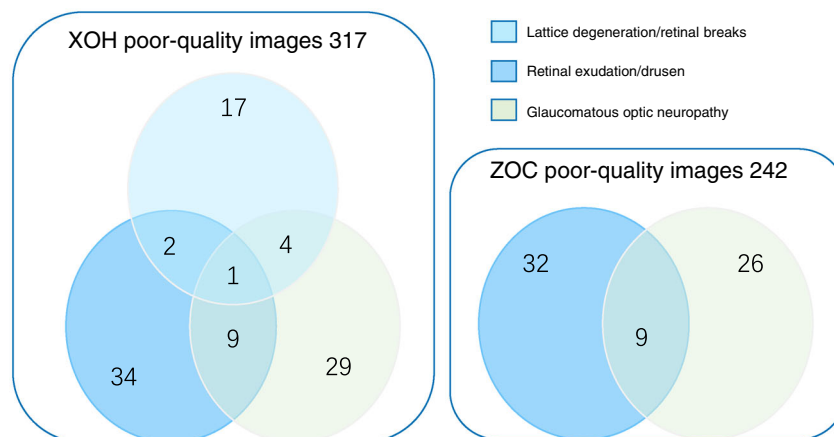 XOH poor-quality images 317
17
2
4
1
9
34
29
Lattice degeneration/retinal breaks
Retinal exudation/drusen
Glaucomatous optic neuropathy
ZOC poor-quality images 242
32
26
9